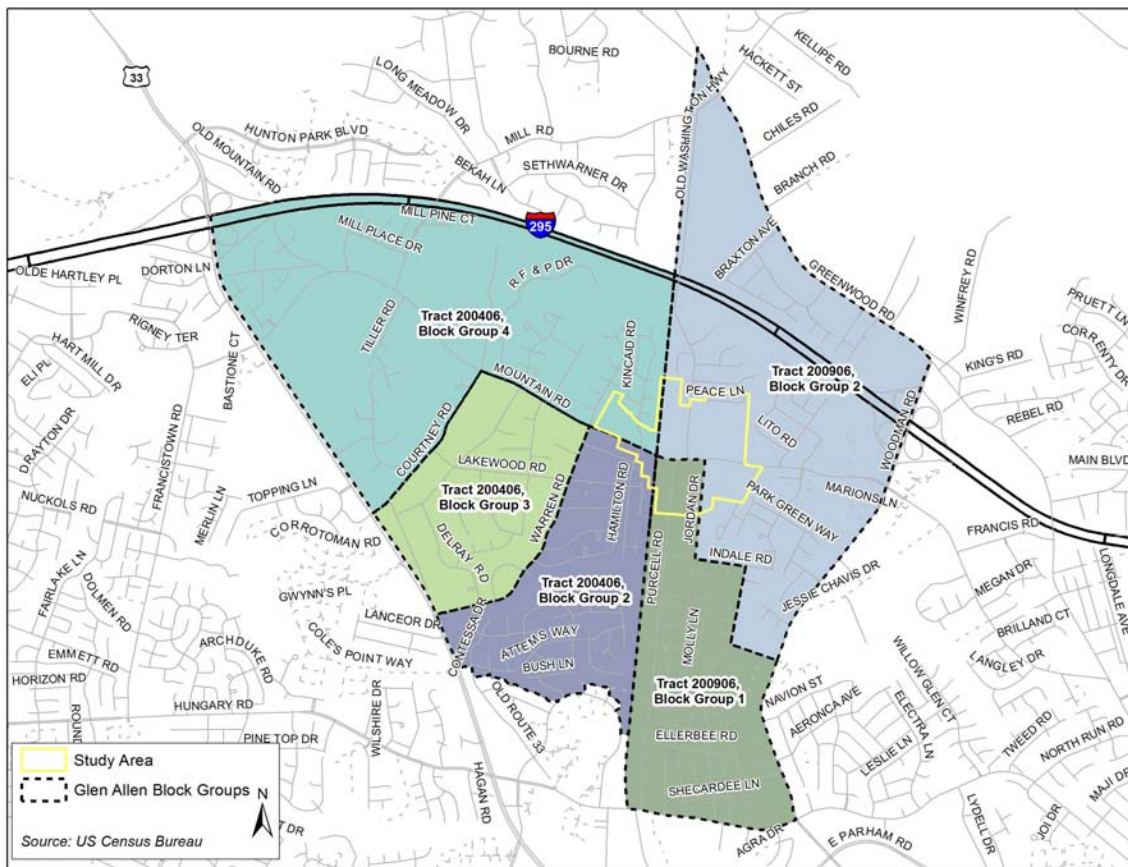 BOURNE RD
KELLIPE RD
HACKETT ST
33
LONG MEADOW DR
OLD WASHINGTON HWY
CHILES RD
HUNTON PARK BLVD
MILL RD
OLD MOUNTAIN RD
BEKAH LN
SETHWARNER DR
BRANCH RD
MILL PINE CT
295
MILL PLACE DR
BRAXTON AVE
OLDE HARTLEY PL
DORTON LN
R F & P DR
GREENWOOD RD
WINFREY RD
PRUETT LN
RIGNEY TER
Tract 200406,
Block Group 4
TILLER RD
CORRENTY DR
HART MILL DR
ELI PL
BASTIONE CT
KINCAID RD
KING'S RD
Tract 200906,
Block Group 2
MOUNTAIN RD
PEACE LN
WOODMAN RD
REBEL RD
DRAYTON DR
FRANCISTOWN RD
COURTNEY RD
LITO RD
LAKEWOOD RD
HAMILTON RD
MAIN BLVD
NUCKOLS RD
MERLIN LN
TOPPING LN
Tract 200406,
Block Group 3
WARREN RD
JORDAN DR
PARK GREEN WAY
MARIONS LN
CORROTOMAN RD
DELRAY RD
FRANCIS RD
INDALE RD
PURCELL RD
FAIRLAKE LN
DOLMEN RD
GWYNN'S PL
Tract 200406,
Block Group 2
JESSIE CHAVIS DR
MEGAN DR
LONGDALE AVE
LANCEOR DR
CONTESSA DR
BRILLAND CT
ARCHDUKE RD
COLE'S POINT WAY
ATTEMS WAY
MOLLY LN
EMMETT RD
BUSH LN
LANGLEY DR
HORIZON RD
Tract 200906,
Block Group 1
NAVION ST
WILLOW GLEN CT
ELECTRA LN
AERONCA AVE
HUNGARY RD
WILSHIRE DR
OLD ROUTE 33
TWEED RD
LESLIE LN
NORTH RUN RD
PINE TOP DR
ELLERBEE RD
HAGAN RD
SHECARDEE LN
MAJI DR
LYDELL DR
JOI DR
AGRA DR
E PARHAM RD
Study Area
Glen Allen Block Groups
N
Source: US Census Bureau